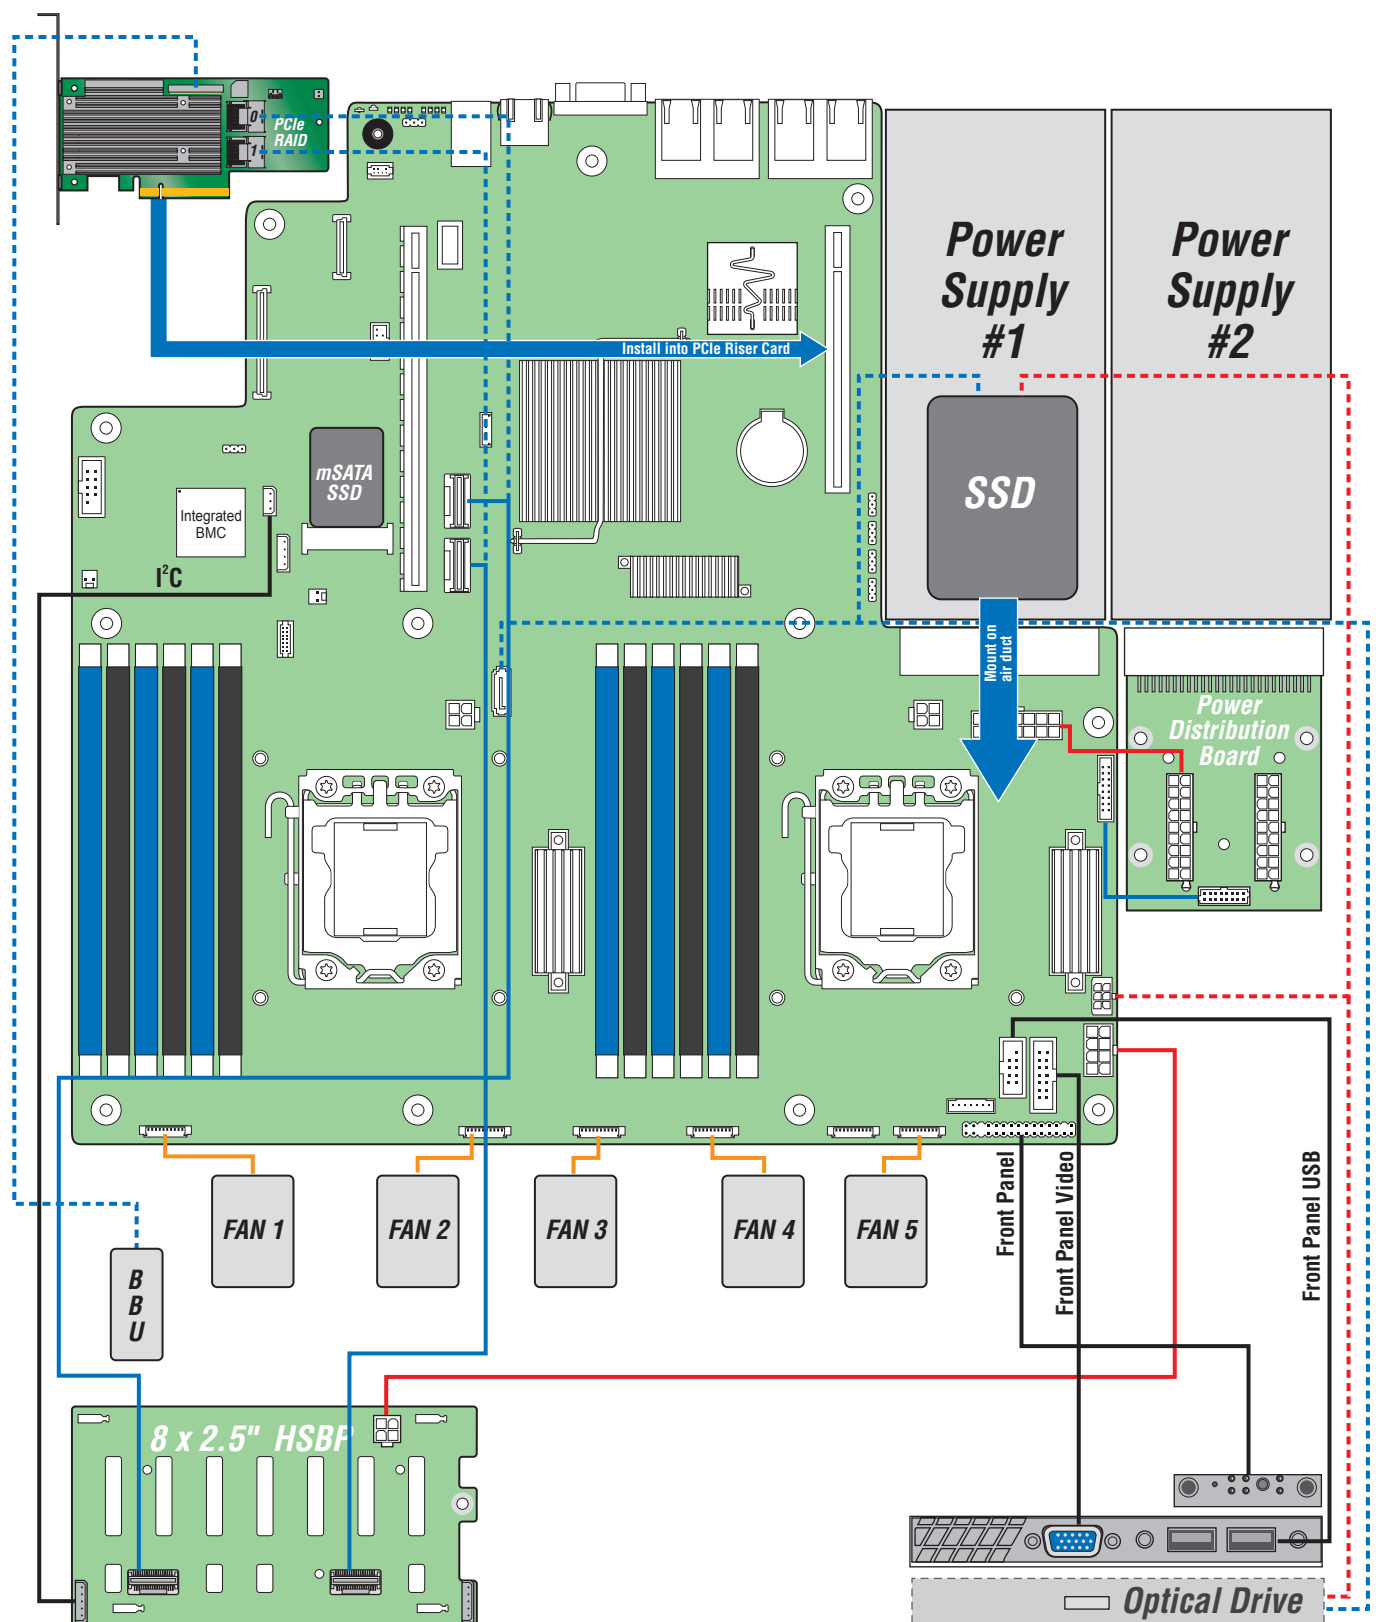 0
1
PCIe
RAID
Power
Supply
#1
Power
Supply
#2
Install into PCIe Riser Card
mSATA
SSD
SSD
Integrated
BMC
I²C
Mount on
air duct
Power
Distribution
Board
FAN 1
FAN 2
FAN 3
FAN 4
FAN 5
Front Panel
Front Panel Video
Front Panel USB
B
B
U
8 x 2.5" HSBP
Optical Drive